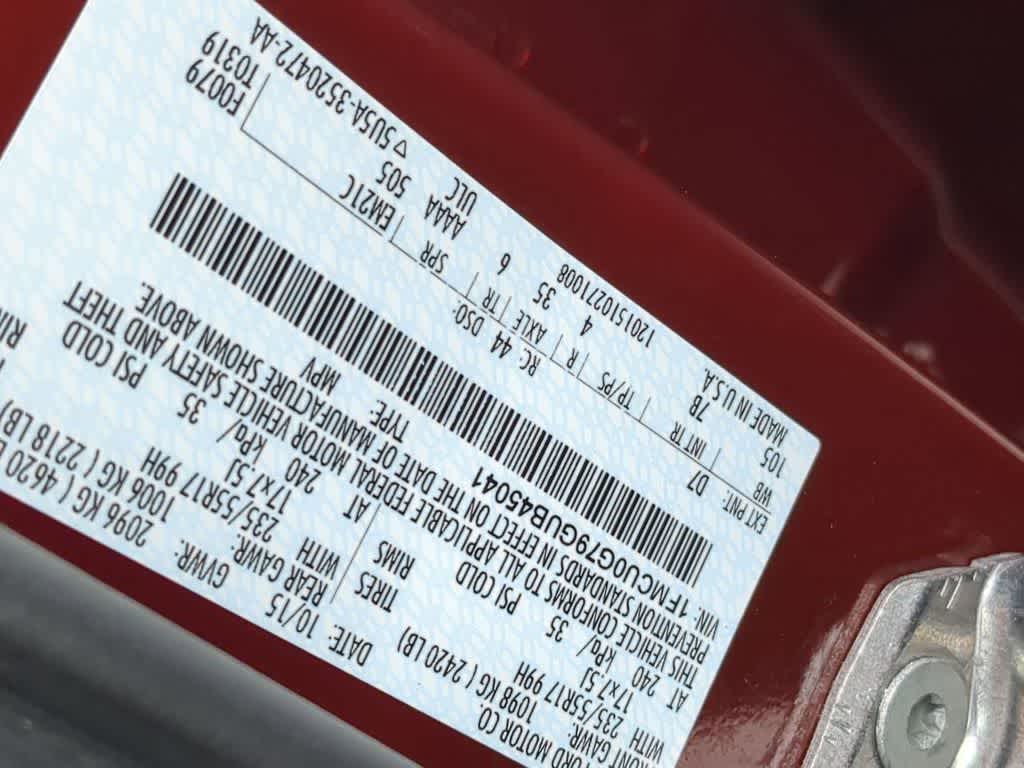 FORD MOTOR CO
DATE: 10/15 GVWR: 2096 KG ( 4620
FRONT GAWR: 1098 KG ( 2420 LB) REAR GAWR: 1006 KG ( 2218 LB)
WITH 235/55R17 99H TIRES WITH 235/55R17 99H
17x7.5J RIMS 17x7.5J
AT 240 kPa/ 35 PSI COLD AT 240 kPa/ 35 PSI COLD
THIS VEHICLE CONFORMS TO ALL APPLICABLE FEDERAL MOTOR VEHICLE SAFETY AND THEFT
PREVENTION STANDARDS IN EFFECT ON THE DATE OF MANUFACTURE SHOWN ABOVE.
VIN: 1FMCU0G79GUB45041
TYPE: MPV
EXT PNT: D7 RC: 44 DSO: F0079
WB INTR TP/PS R AXLE TR SPR EM21C T0319
105 7B 4 35 6 AAAA 505
ULC
MADE IN U.S.A. 1201510271008 ▽ 5U5A-3520472-AA